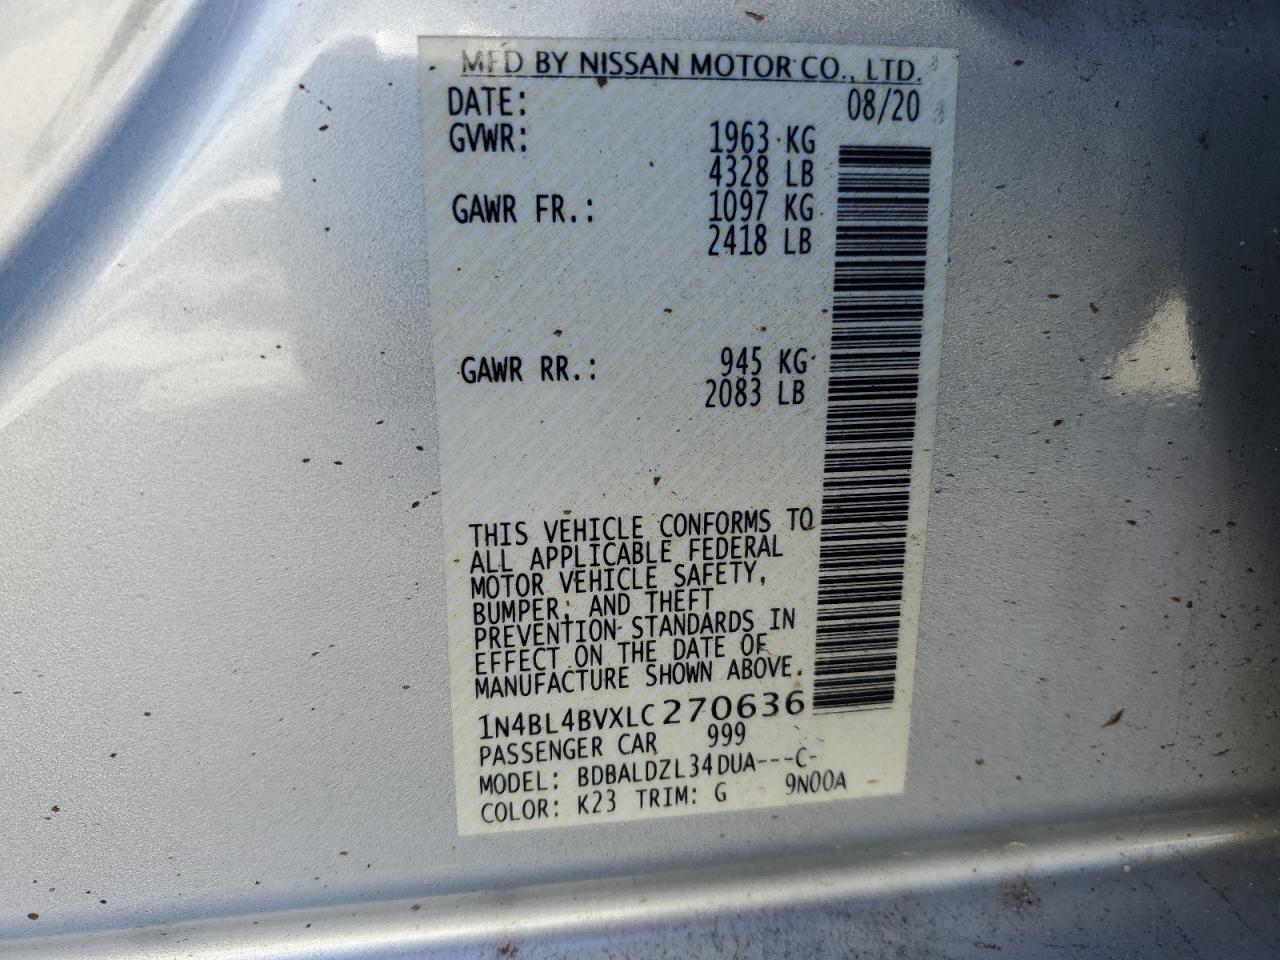 MFD BY NISSAN MOTOR CO., LTD.
DATE: 08/20
GVWR: 1963 KG
4328 LB
GAWR FR.: 1097 KG
2418 LB
GAWR RR.: 945 KG
2083 LB
THIS VEHICLE CONFORMS TO
ALL APPLICABLE FEDERAL
MOTOR VEHICLE SAFETY,
BUMPER, AND THEFT
PREVENTION STANDARDS IN
EFFECT ON THE DATE OF
MANUFACTURE SHOWN ABOVE.
1N4BL4BVXLC270636
PASSENGER CAR 999
MODEL: BDBALDZL34DUA---C-
COLOR: K23 TRIM: G 9N00A